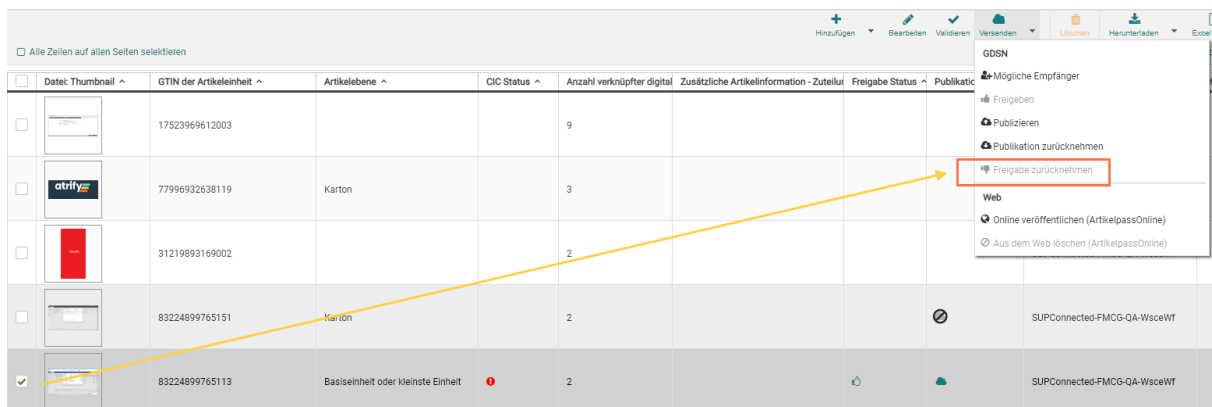 Hinzufügen Bearbeiten Validieren Versenden Löschen Herunterladen Excel
Alle Zeilen auf allen Seiten selektieren
GDSN
Mögliche Empfänger
Freigeben
Publizieren
Publikation zurücknehmen
Freigabe zurücknehmen
Web
Online veröffentlichen (ArtikelpassOnline)
Aus dem Web löschen (ArtikelpassOnline)
Datei: Thumbnail GTIN der Artikeleinheit Artikelebene CIC Status Anzahl verknüpfter digital Zusätzliche Artikelinformation - Zuteilur Freigabe Status Publikatio
17523969612003 9
atrify 77996932638119 Karton 3
31219893169002 2
83224899765151 Karton 2 SUPConnected-FMCG-QA-WsceWf
83224899765113 Basiseinheit oder kleinste Einheit 2 SUPConnected-FMCG-QA-WsceWf